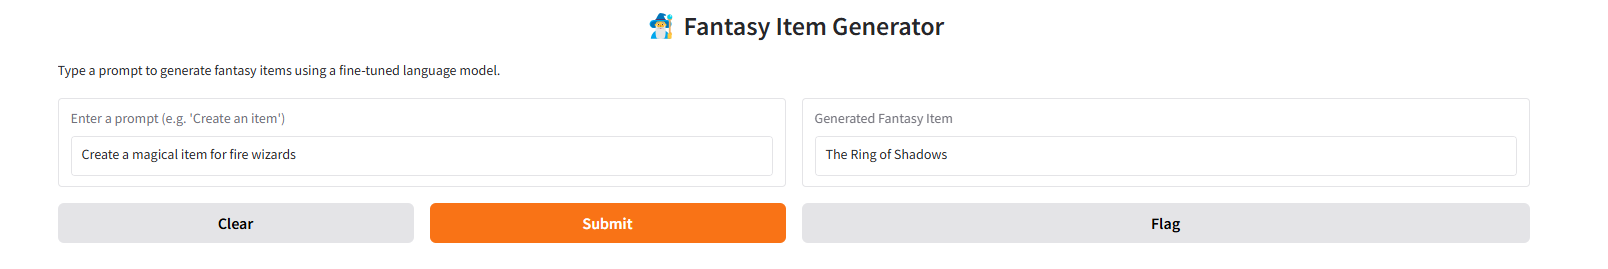 Fantasy Item Generator
Type a prompt to generate fantasy items using a fine-tuned language model.
Enter a prompt (e.g. 'Create an item')
Create a magical item for fire wizards
Generated Fantasy Item
The Ring of Shadows
Clear
Submit
Flag